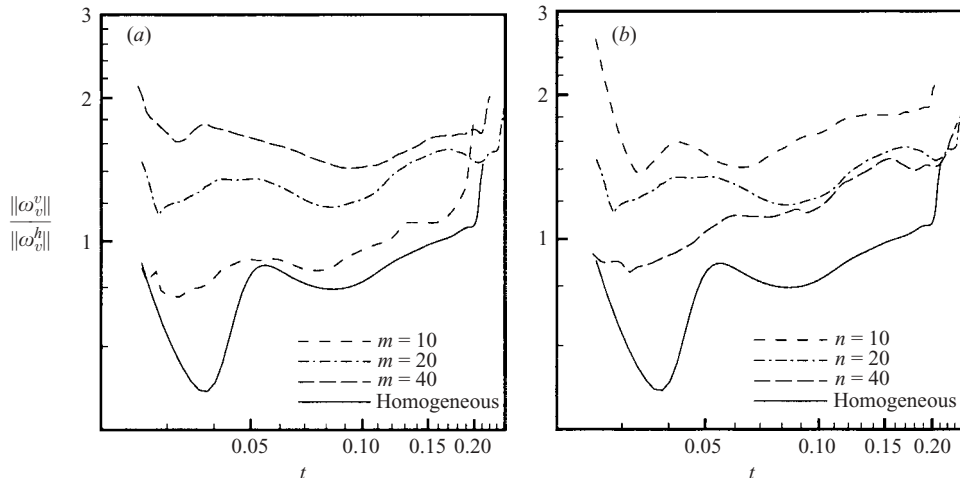 3
(a)
2
‖ω_v^v‖
‖ω_v^h‖
1
m = 10
m = 20
m = 40
Homogeneous
0.05
0.10
0.15
0.20
t
3
(b)
2
1
n = 10
n = 20
n = 40
Homogeneous
0.05
0.10
0.15
0.20
t